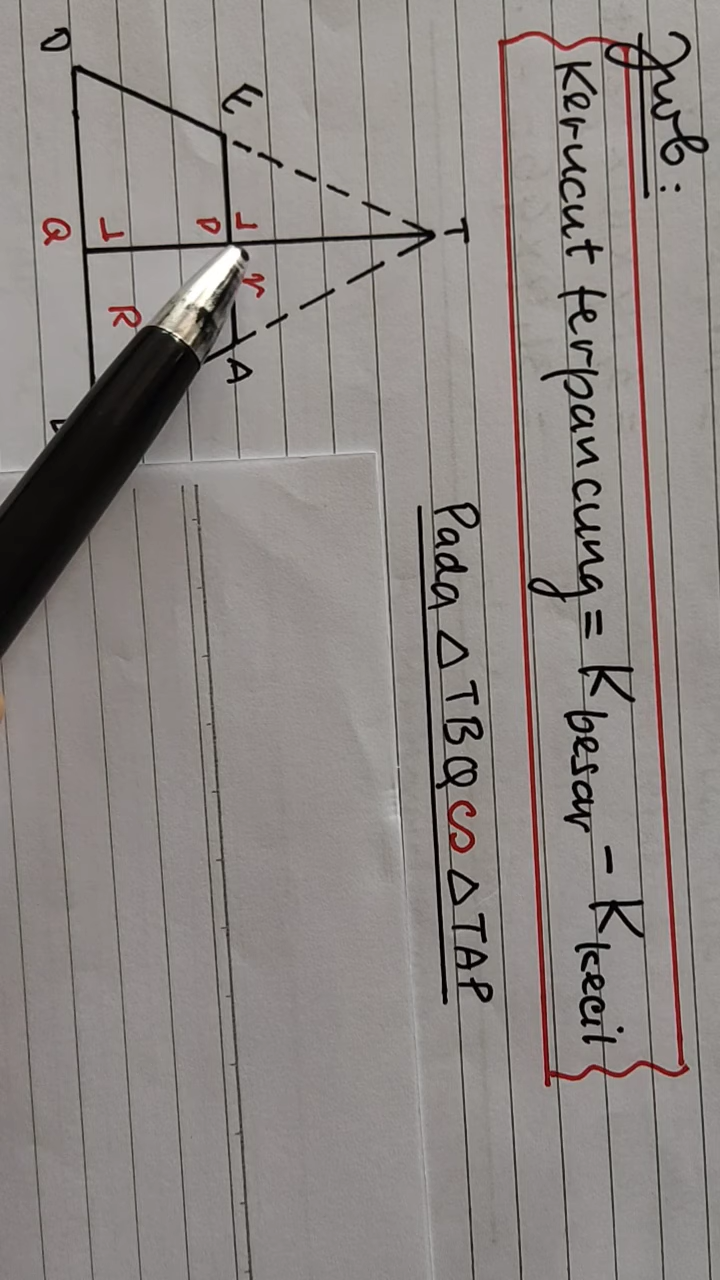 Jwb:
Kerucut terpancung = K besar - K kecil
Pada △TBQ ∽ △TAP
T
E
P
r
A
D
Q
R